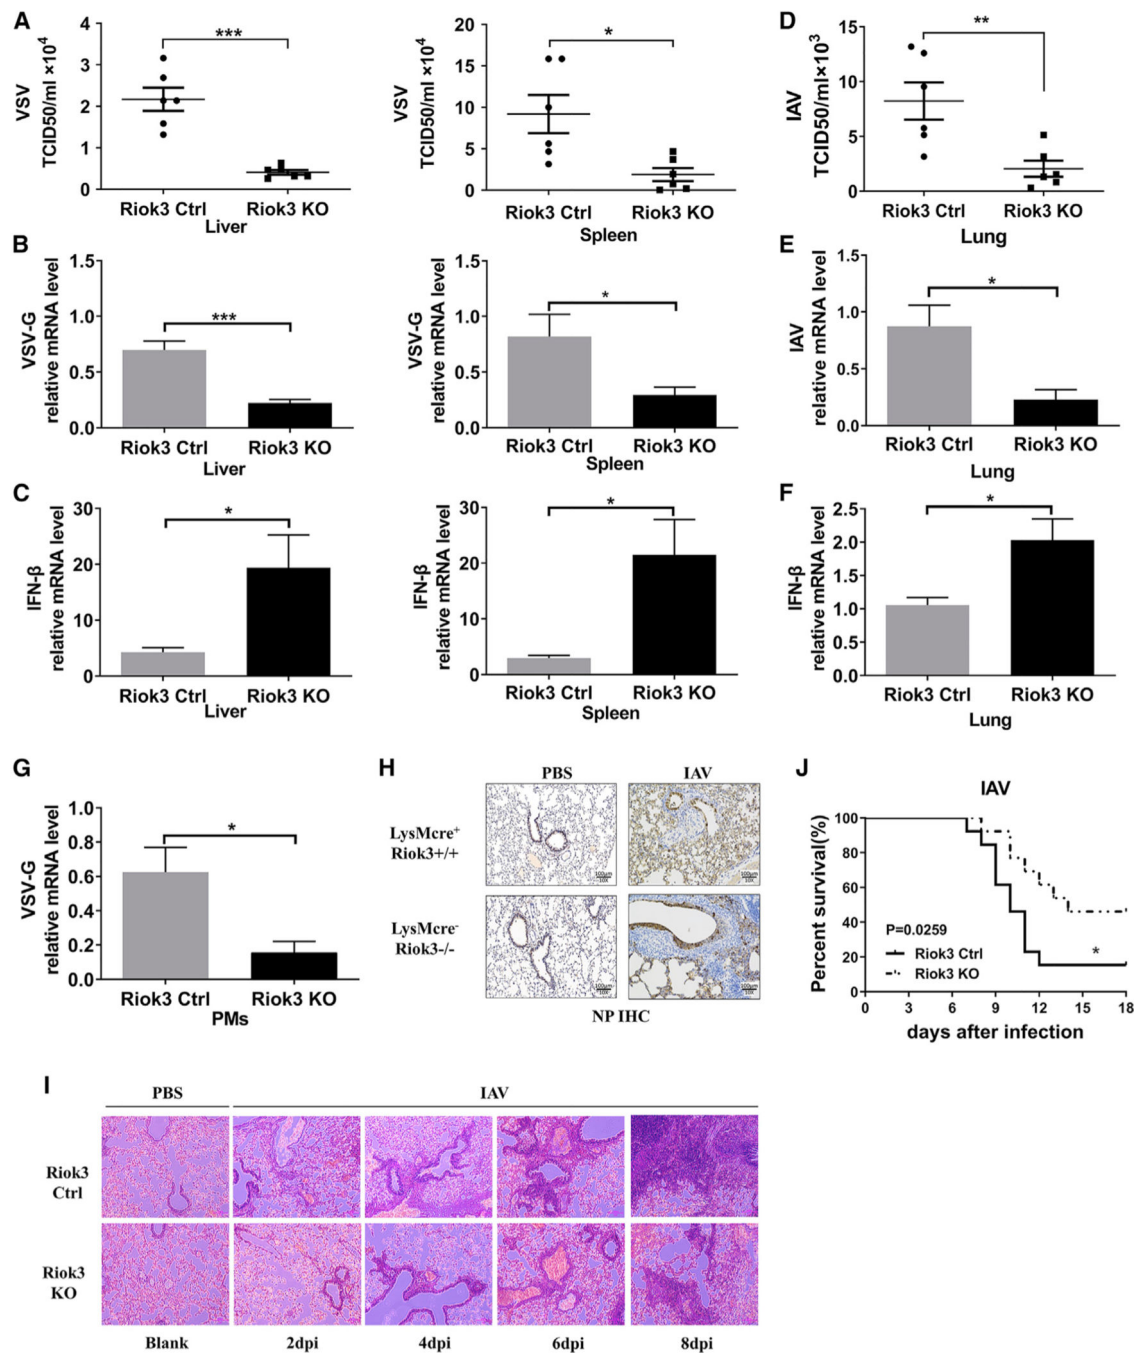 A
VSV
TCID50/ml ×10⁴
4
3
2
1
0
***
Riok3 Ctrl Riok3 KO
Liver
VSV
TCID50/ml ×10⁴
20
15
10
5
0
*
Riok3 Ctrl Riok3 KO
Spleen
D
IAV
TCID50/ml×10³
15
10
5
0
**
Riok3 Ctrl Riok3 KO
Lung
B
VSV-G
relative mRNA level
1.5
1.0
0.5
0.0
***
Riok3 Ctrl Riok3 KO
Liver
VSV-G
relative mRNA level
1.5
1.0
0.5
0.0
*
Riok3 Ctrl Riok3 KO
Spleen
E
IAV
relative mRNA level
1.5
1.0
0.5
0.0
*
Riok3 Ctrl Riok3 KO
Lung
C
IFN-β
relative mRNA level
30
20
10
0
*
Riok3 Ctrl Riok3 KO
Liver
IFN-β
relative mRNA level
30
20
10
0
*
Riok3 Ctrl Riok3 KO
Spleen
F
IFN-β
relative mRNA level
2.5
2.0
1.5
1.0
0.5
0.0
*
Riok3 Ctrl Riok3 KO
Lung
G
VSV-G
relative mRNA level
0.8
0.6
0.4
0.2
0.0
*
Riok3 Ctrl Riok3 KO
PMs
H
PBS IAV
LysMcre⁺
Riok3+/+
100μm
10X
100μm
10X
LysMcre⁻
Riok3-/-
100μm
10X
100μm
10X
NP IHC
J
IAV
Percent survival(%)
100
80
60
40
20
0
P=0.0259
Riok3 Ctrl
Riok3 KO
*
0 3 6 9 12 15 18
days after infection
I
PBS IAV
Riok3
Ctrl
Riok3
KO
Blank 2dpi 4dpi 6dpi 8dpi